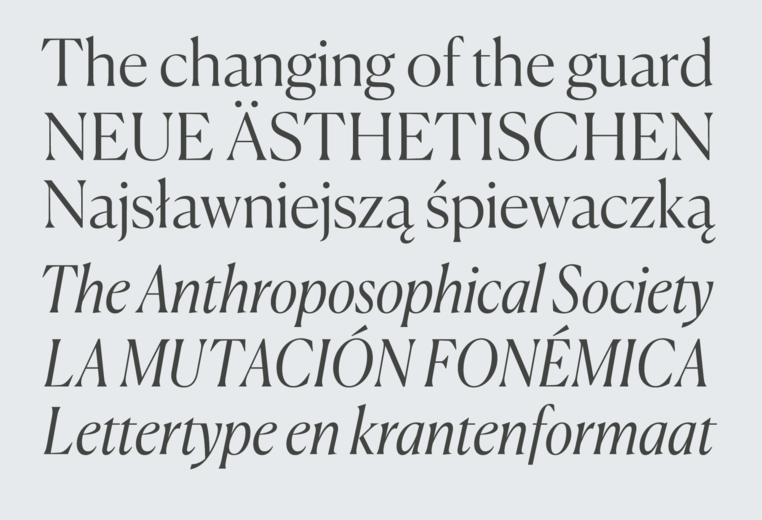 The changing of the guard
NEUE ÄSTHETISCHEN
Najsławniejszą śpiewaczką
The Anthroposophical Society
LA MUTACIÓN FONÉMICA
Lettertype en krantenformaat